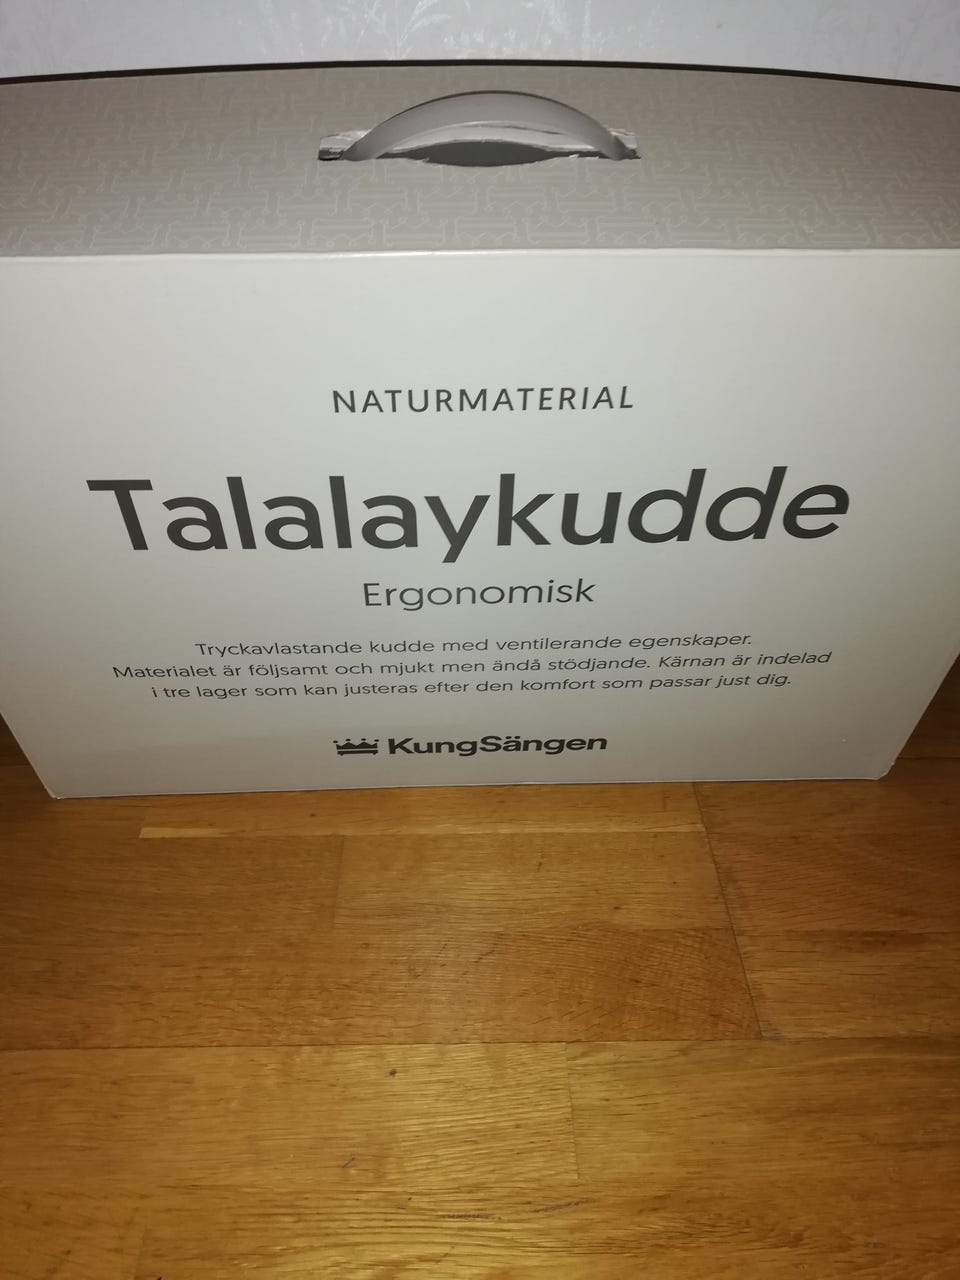 NATURMATERIAL
Talalaykudde
Ergonomisk
Tryckavlastande kudde med ventilerande egenskaper.
Materialet är följsamt och mjukt men ändå stödjande. Kärnan är indelad
i tre lager som kan justeras efter den komfort som passar just dig.
KungSängen